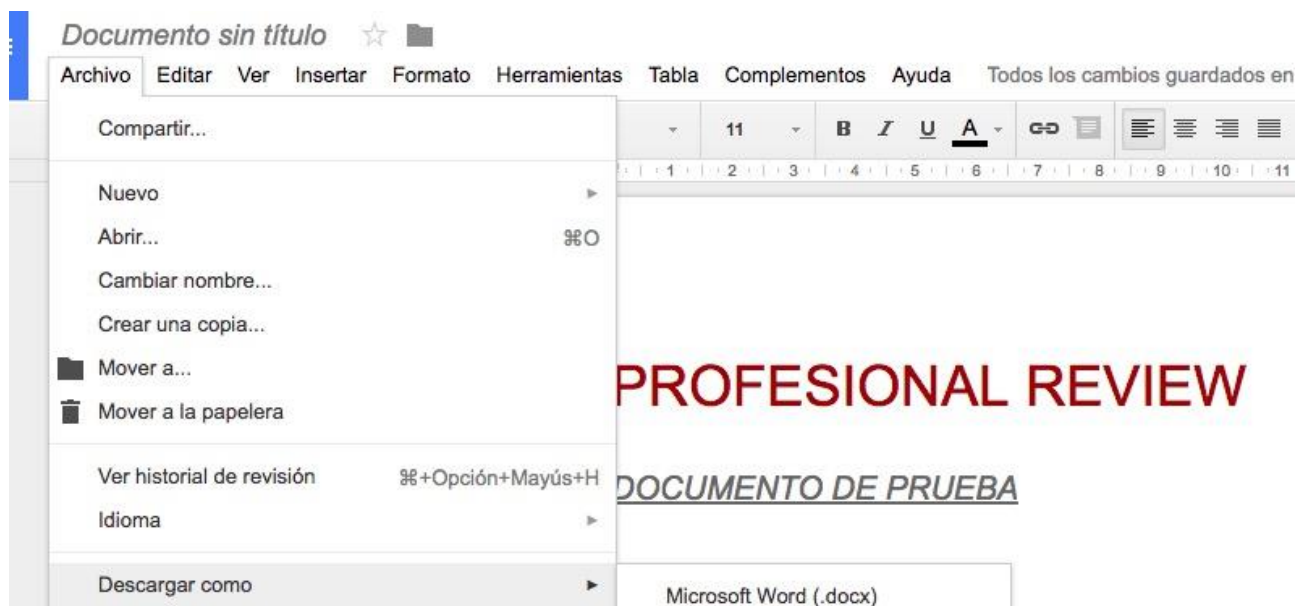 Documento sin título
Archivo Editar Ver Insertar Formato Herramientas Tabla Complementos Ayuda Todos los cambios guardados en
11 B I U A
1 2 3 4 5 6 7 8 9 10 11
Compartir...
Nuevo
Abrir... ⌘O
Cambiar nombre...
Crear una copia...
Mover a...
Mover a la papelera
Ver historial de revisión ⌘+Opción+Mayús+H
Idioma
Descargar como
Microsoft Word (.docx)
PROFESIONAL REVIEW
DOCUMENTO DE PRUEBA